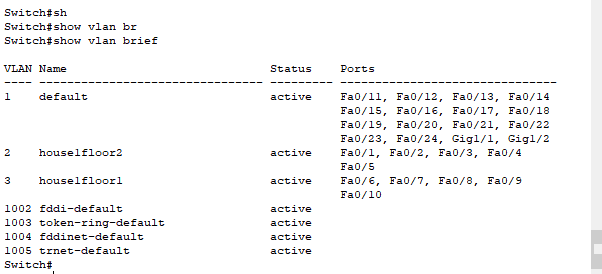 Switch#sh
Switch#show vlan br
Switch#show vlan brief
VLAN Name Status Ports
---- -------------------------------- --------- -------------------------------
1 default active Fa0/11, Fa0/12, Fa0/13, Fa0/14
Fa0/15, Fa0/16, Fa0/17, Fa0/18
Fa0/19, Fa0/20, Fa0/21, Fa0/22
Fa0/23, Fa0/24, Gig1/1, Gig1/2
2 house1floor2 active Fa0/1, Fa0/2, Fa0/3, Fa0/4
Fa0/5
3 house1floor1 active Fa0/6, Fa0/7, Fa0/8, Fa0/9
Fa0/10
1002 fddi-default active
1003 token-ring-default active
1004 fddinet-default active
1005 trnet-default active
Switch#